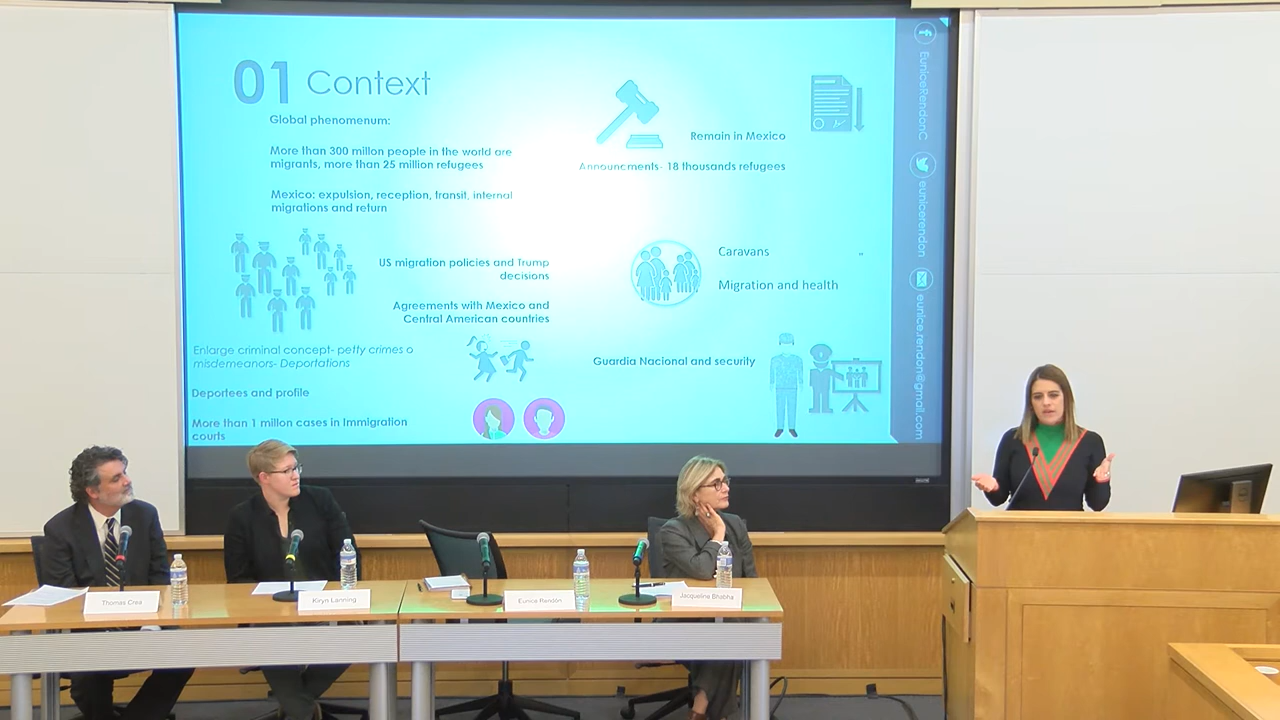 01 Context
Global phenomenum:
More than 300 millon people in the world are
migrants, more than 25 million refugees
Mexico: expulsion, reception, transit, internal
migrations and return
US migration policies and Trump
decisions
Agreements with Mexico and
Central American countries
Enlarge criminal concept- petty crimes o
misdemeanors- Deportations
Deportees and profile
More than 1 millon cases in Immigration
courts
Remain in Mexico
Announcments- 18 thousands refugees
Caravans
Migration and health
Guardia Nacional and security
EuniceRendonC
eunicerendon
eunice.rendon@gmail.com
Thomas Crea
Kiryn Lanning
Eunice Rendón
Jacqueline Bhabha